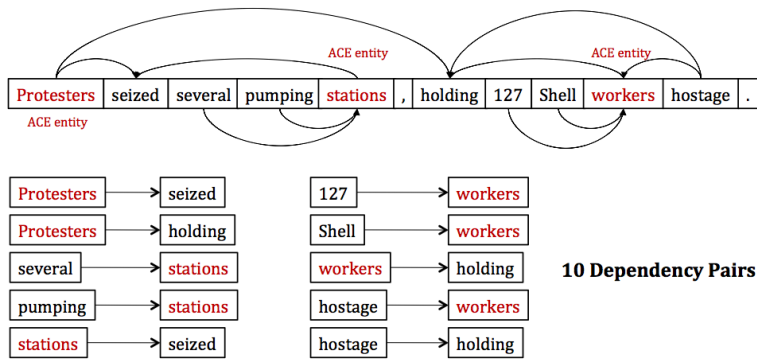 ACE entity ACE entity
Protesters seized several pumping stations , holding 127 Shell workers hostage .
ACE entity
Protesters seized
Protesters holding
several stations
pumping stations
stations seized
127 workers
Shell workers
workers holding
hostage workers
hostage holding
10 Dependency Pairs